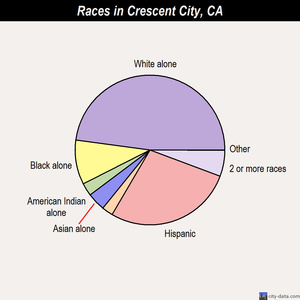 Races in Crescent City, CA
White alone
Other
2 or more races
Black alone
American Indian
alone
Asian alone
Hispanic
city-data.com